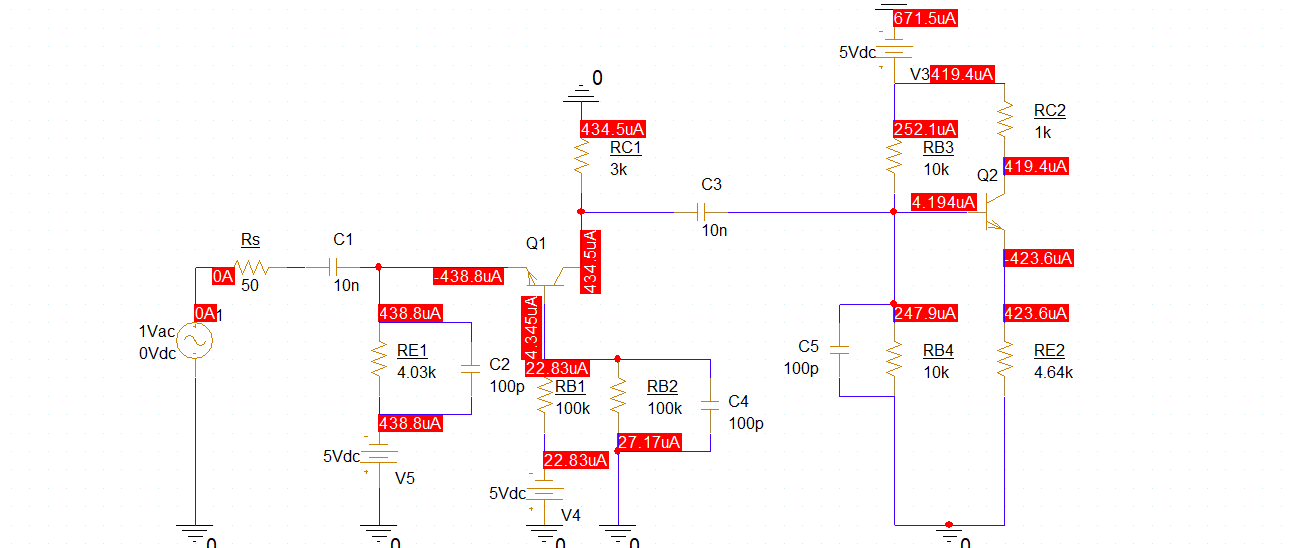 671.5uA
5Vdc
V3
419.4uA
0
434.5uA
RC1
3k
252.1uA
RB3
10k
RC2
1k
419.4uA
Q2
C3
10n
4.194uA
Rs
50
C1
10n
Q1
434.5uA
0A
-438.8uA
-423.6uA
0A
1
1Vac
0Vdc
438.8uA
RE1
4.03k
C2
100p
4.345uA
22.83uA
RB1
100k
RB2
100k
C4
100p
C5
100p
247.9uA
RB4
10k
423.6uA
RE2
4.64k
438.8uA
5Vdc
V5
27.17uA
22.83uA
5Vdc
V4
0
0
0
0
0